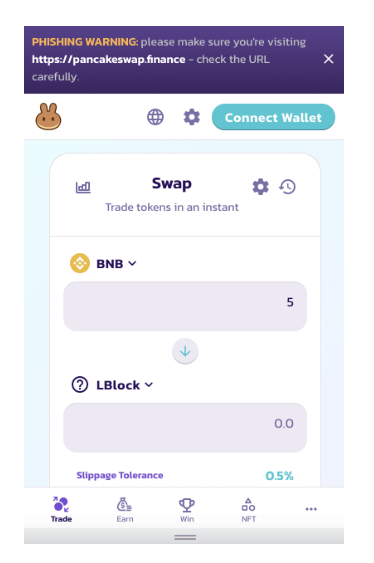 PHISHING WARNING: please make sure you're visiting
https://pancakeswap.finance - check the URL
carefully.
Connect Wallet
Swap
Trade tokens in an instant
BNB
5
LBlock
0.0
Slippage Tolerance 0.5%
Trade Earn Win NFT